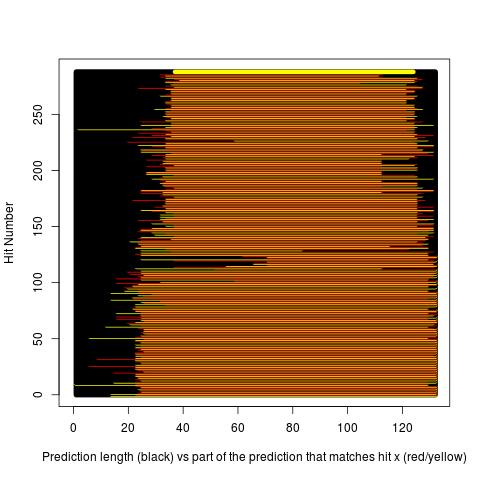 250
200
150
100
50
0
Hit Number
0 20 40 60 80 100 120
Prediction length (black) vs part of the prediction that matches hit x (red/yellow)